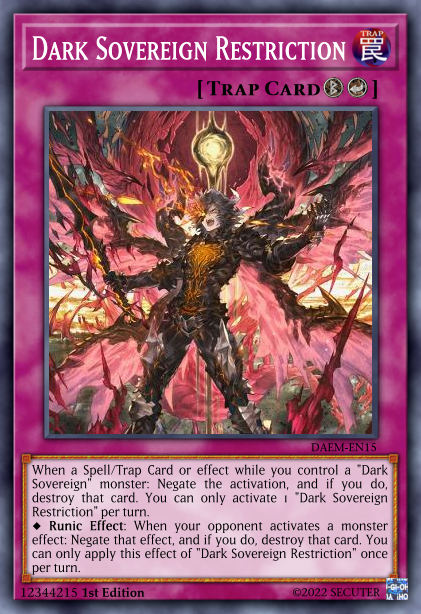 DARK SOVEREIGN RESTRICTION
TRAP
罠
[TRAP CARD]
DAEM-EN15
When a Spell/Trap Card or effect while you control a "Dark
Sovereign" monster: Negate the activation, and if you do,
destroy that card. You can only activate 1 "Dark Sovereign
Restriction" per turn.
◆ Runic Effect: When your opponent activates a monster
effect: Negate that effect, and if you do, destroy that card. You
can only apply this effect of "Dark Sovereign Restriction" once
per turn.
12344215 1st Edition ©2022 SECUTER